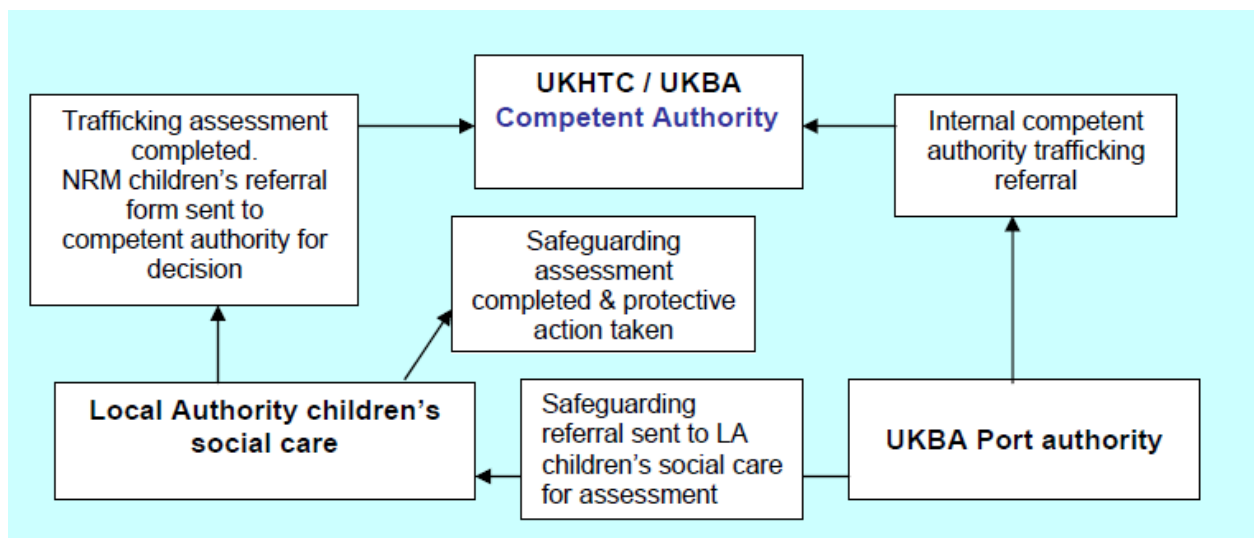 UKHTC / UKBA
Competent Authority
Trafficking assessment
completed.
NRM children's referral
form sent to
competent authority for
decision
Internal competent
authority trafficking
referral
Safeguarding
assessment
completed & protective
action taken
Local Authority children's
social care
Safeguarding
referral sent to LA
children's social care
for assessment
UKBA Port authority